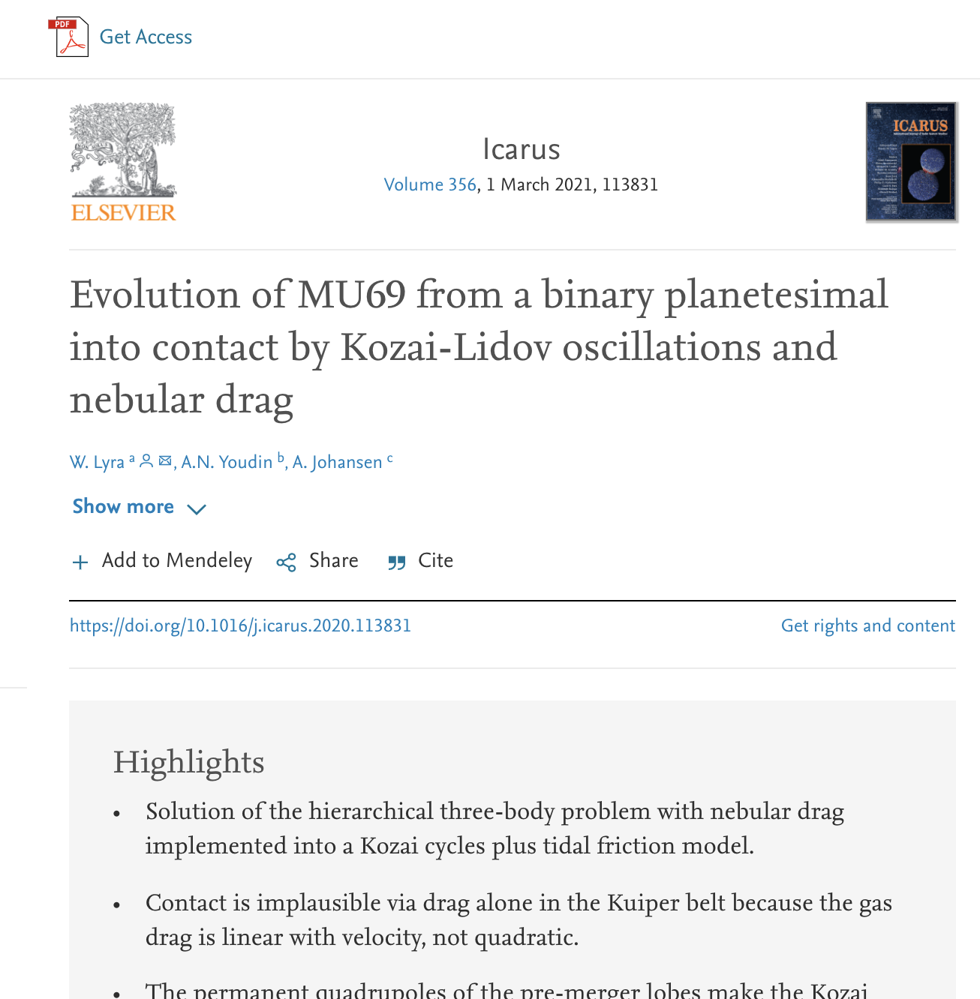 PDF
Get Access
ELSEVIER
Icarus
Volume 356, 1 March 2021, 113831
ICARUS
Evolution of MU69 from a binary planetesimal
into contact by Kozai-Lidov oscillations and
nebular drag
W. Lyra a, A.N. Youdin b, A. Johansen c
Show more
Add to Mendeley Share Cite
https://doi.org/10.1016/j.icarus.2020.113831 Get rights and content
Highlights
• Solution of the hierarchical three-body problem with nebular drag
implemented into a Kozai cycles plus tidal friction model.
• Contact is implausible via drag alone in the Kuiper belt because the gas
drag is linear with velocity, not quadratic.
• The permanent quadrupoles of the pre-merger lobes make the Kozai